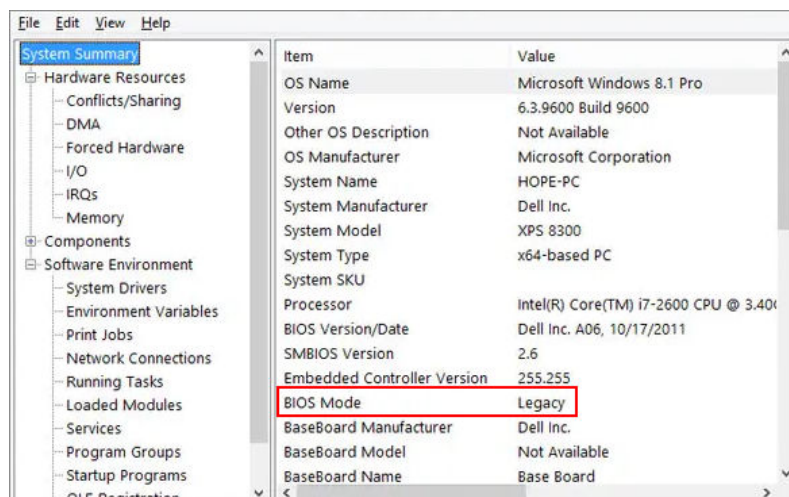 File Edit View Help
System Summary
Hardware Resources
Conflicts/Sharing
DMA
Forced Hardware
I/O
IRQs
Memory
Components
Software Environment
System Drivers
Environment Variables
Print Jobs
Network Connections
Running Tasks
Loaded Modules
Services
Program Groups
Startup Programs
OLE Registration
Item Value
OS Name Microsoft Windows 8.1 Pro
Version 6.3.9600 Build 9600
Other OS Description Not Available
OS Manufacturer Microsoft Corporation
System Name HOPE-PC
System Manufacturer Dell Inc.
System Model XPS 8300
System Type x64-based PC
System SKU
Processor Intel(R) Core(TM) i7-2600 CPU @ 3.40
BIOS Version/Date Dell Inc. A06, 10/17/2011
SMBIOS Version 2.6
Embedded Controller Version 255.255
BIOS Mode Legacy
BaseBoard Manufacturer Dell Inc.
BaseBoard Model Not Available
BaseBoard Name Base Board